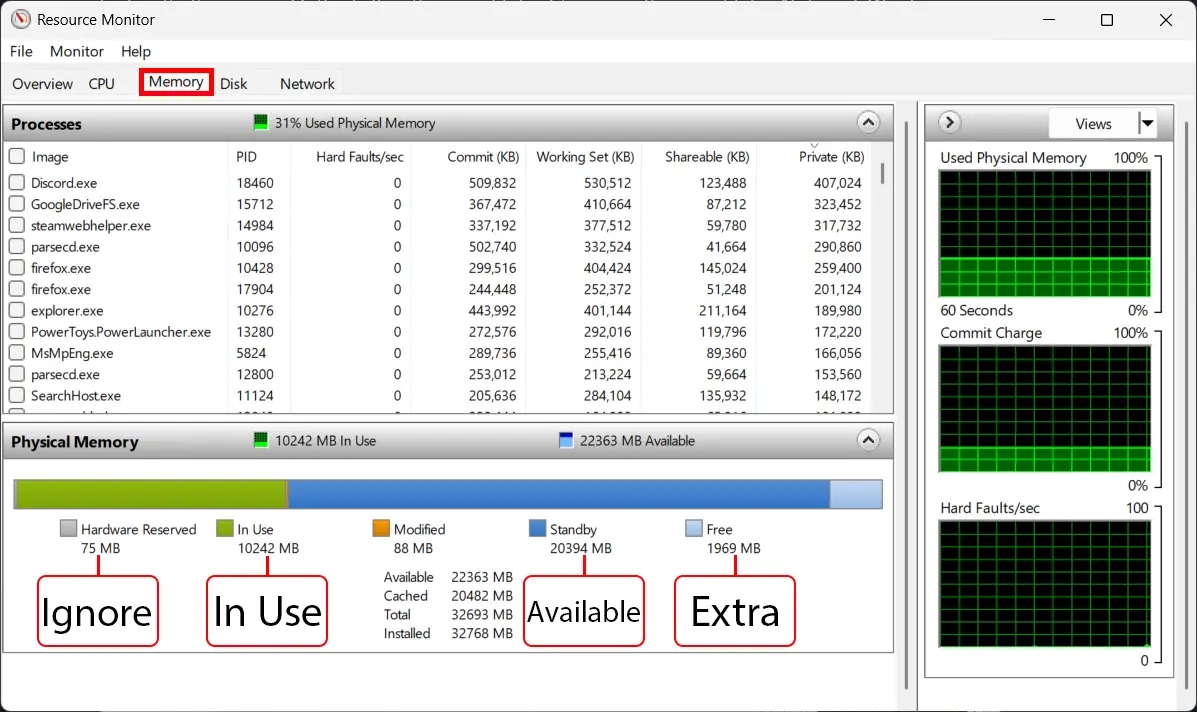 Resource Monitor
File Monitor Help
Overview CPU Memory Disk Network
Processes 31% Used Physical Memory
Image PID Hard Faults/sec Commit (KB) Working Set (KB) Shareable (KB) Private (KB)
Discord.exe 18460 0 509,832 530,512 123,488 407,024
GoogleDriveFS.exe 15712 0 367,472 410,664 87,212 323,452
steamwebhelper.exe 14984 0 337,192 377,512 59,780 317,732
parsecd.exe 10096 0 502,740 332,524 41,664 290,860
firefox.exe 10428 0 299,516 404,424 145,024 259,400
firefox.exe 17904 0 244,448 252,372 51,248 201,124
explorer.exe 10276 0 443,992 401,144 211,164 189,980
PowerToys.PowerLauncher.exe 13280 0 272,576 292,016 119,796 172,220
MsMpEng.exe 5824 0 289,736 255,416 89,360 166,056
parsecd.exe 12800 0 253,012 213,224 59,664 153,560
SearchHost.exe 11124 0 205,636 284,104 135,932 148,172
Physical Memory 10242 MB In Use 22363 MB Available
Hardware Reserved In Use Modified Standby Free
75 MB 10242 MB 88 MB 20394 MB 1969 MB
Available 22363 MB
Cached 20482 MB
Total 32693 MB
Installed 32768 MB
Ignore In Use Available Extra
Views
Used Physical Memory 100%
60 Seconds 0%
Commit Charge 100%
0%
Hard Faults/sec 100
0